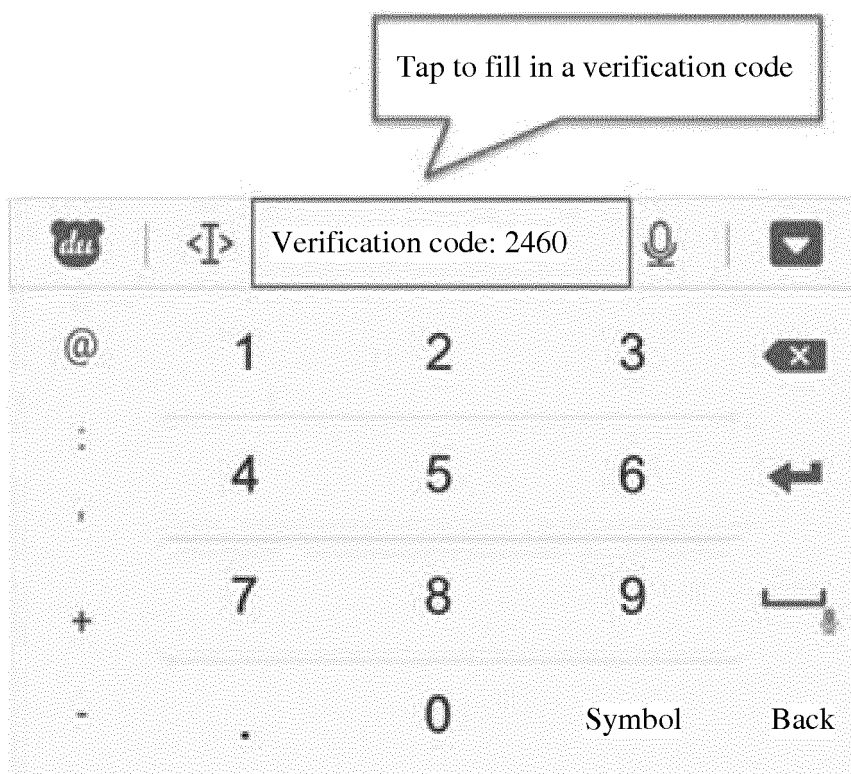 Tap to fill in a verification code
du
Verification code: 2460
@ 1 2 3
:
4 5 6
,
7 8 9
+
- . 0 Symbol Back